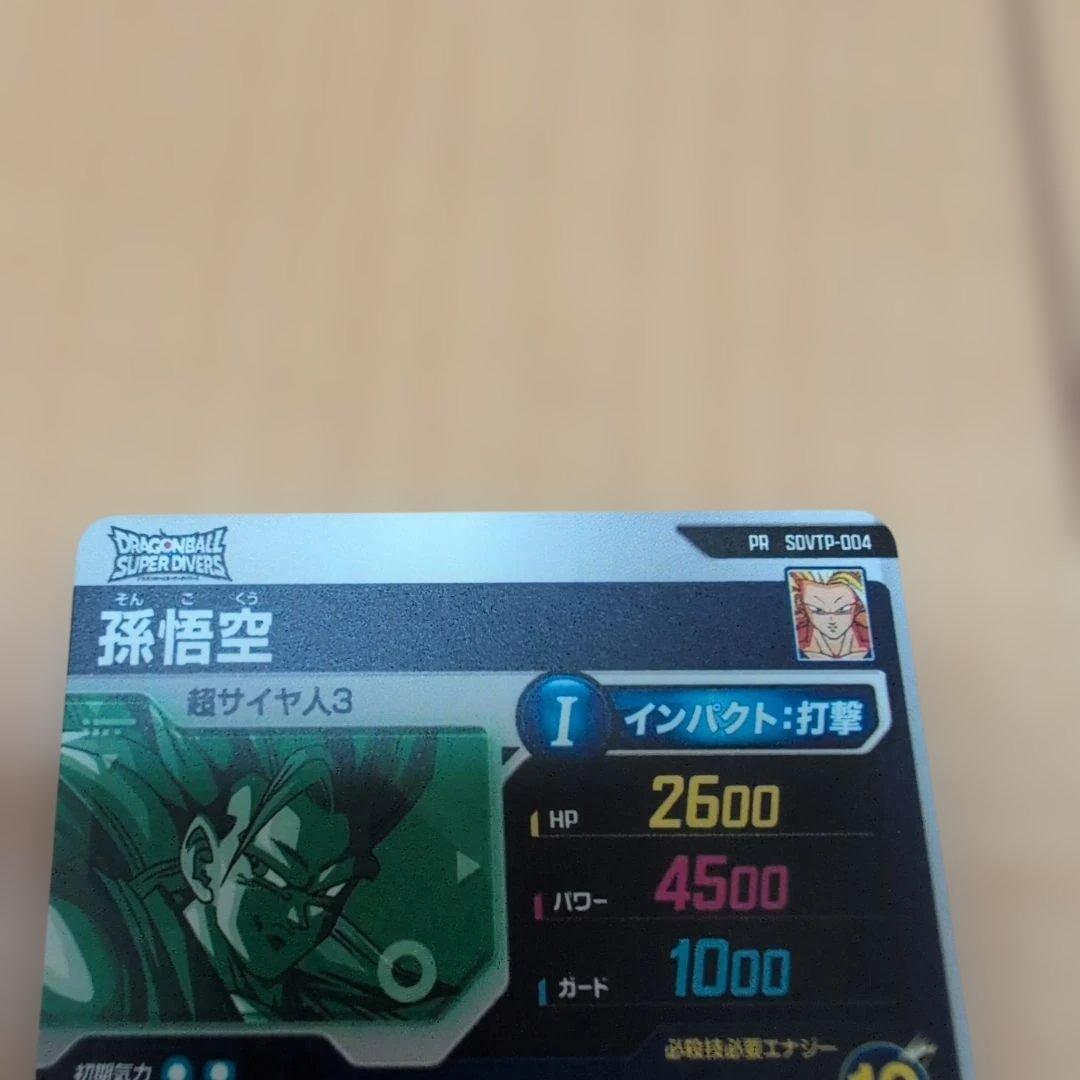 DRAGONBALL
SUPER DIVERS
PR SDVTP-004
そん ご くう
孫悟空
超サイヤ人3
I インパクト:打撃
HP 2600
パワー 4500
ガード 1000
必殺技必要エナジー
初期気力